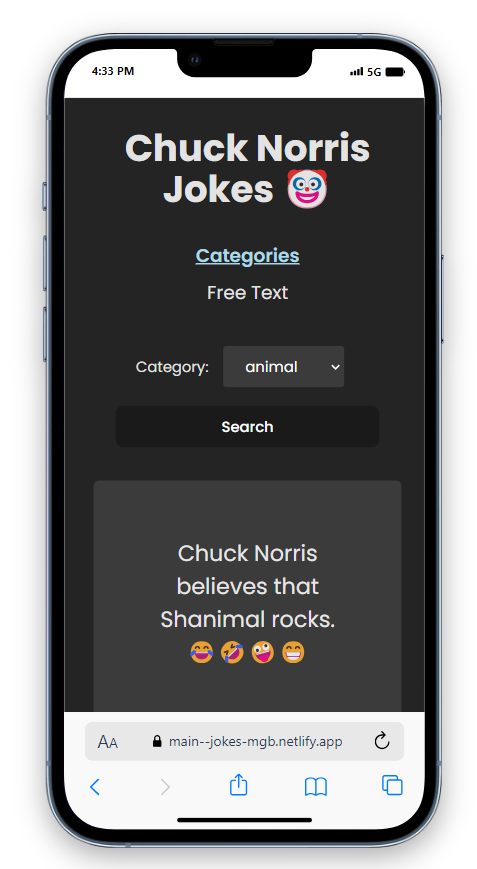 4:33 PM 5G
Chuck Norris
Jokes 🤡
Categories
Free Text
Category: animal
Search
Chuck Norris
believes that
Shanimal rocks.
😂 🤣 🤪 😁
AA main--jokes-mgb.netlify.app